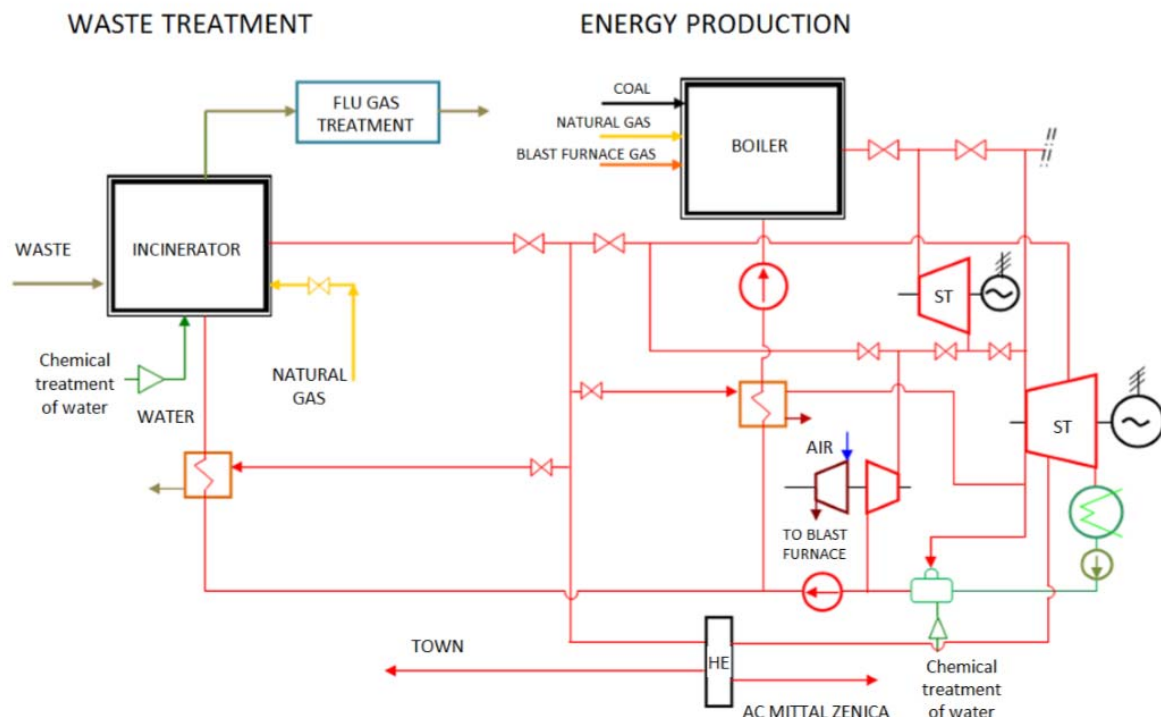 WASTE TREATMENT
ENERGY PRODUCTION
FLU GAS
TREATMENT
COAL
NATURAL GAS
BLAST FURNACE GAS
BOILER
WASTE
INCINERATOR
ST
Chemical
treatment
of water
WATER
NATURAL
GAS
ST
AIR
TO BLAST
FURNACE
TOWN
HE
AC MITTAL ZENICA
Chemical
treatment
of water